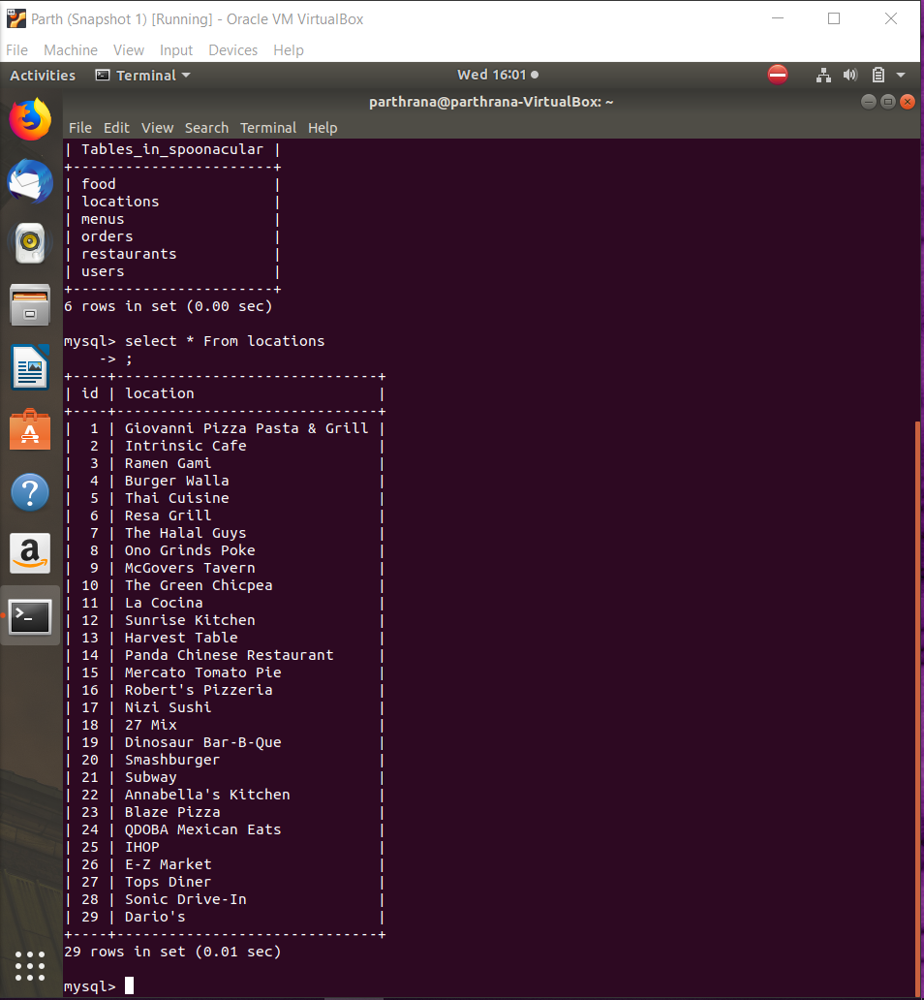 Parth (Snapshot 1) [Running] - Oracle VM VirtualBox
File Machine View Input Devices Help
Activities Terminal Wed 16:01
parthrana@parthrana-VirtualBox: ~
File Edit View Search Terminal Help
| Tables_in_spoonacular |
+-----------------------+
| food                  |
| locations             |
| menus                 |
| orders                |
| restaurants           |
| users                 |
+-----------------------+
6 rows in set (0.00 sec)
mysql> select * From locations
    -> ;
+----+------------------------------+
| id | location                     |
+----+------------------------------+
|  1 | Giovanni Pizza Pasta & Grill |
|  2 | Intrinsic Cafe               |
|  3 | Ramen Gami                   |
|  4 | Burger Walla                 |
|  5 | Thai Cuisine                 |
|  6 | Resa Grill                   |
|  7 | The Halal Guys               |
|  8 | Ono Grinds Poke              |
|  9 | McGovers Tavern              |
| 10 | The Green Chicpea            |
| 11 | La Cocina                    |
| 12 | Sunrise Kitchen              |
| 13 | Harvest Table                |
| 14 | Panda Chinese Restaurant     |
| 15 | Mercato Tomato Pie           |
| 16 | Robert's Pizzeria            |
| 17 | Nizi Sushi                   |
| 18 | 27 Mix                       |
| 19 | Dinosaur Bar-B-Que           |
| 20 | Smashburger                  |
| 21 | Subway                       |
| 22 | Annabella's Kitchen          |
| 23 | Blaze Pizza                  |
| 24 | QDOBA Mexican Eats           |
| 25 | IHOP                         |
| 26 | E-Z Market                   |
| 27 | Tops Diner                   |
| 28 | Sonic Drive-In               |
| 29 | Dario's                      |
+----+------------------------------+
29 rows in set (0.01 sec)
mysql>